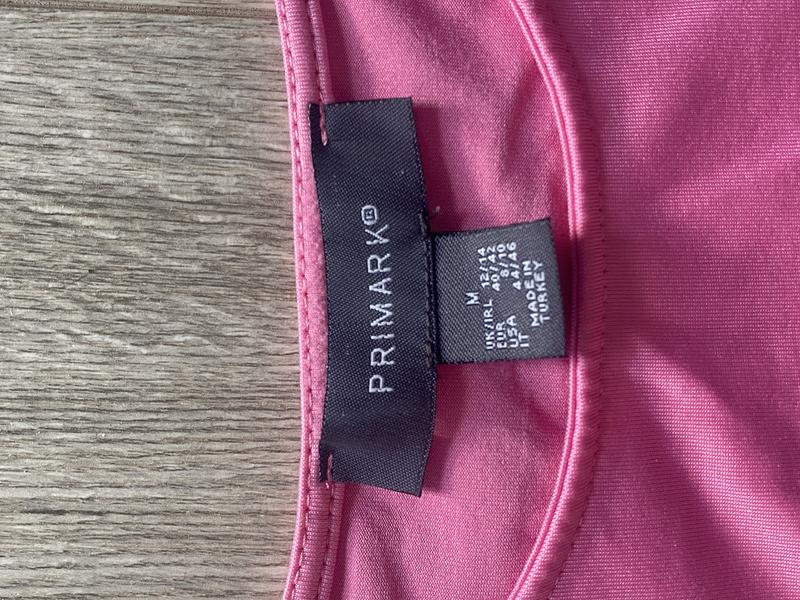 PRIMARK®
M
UK/IRL 12/14
EUR 40/42
USA 8/10
IT 44/46
MADE IN
TURKEY